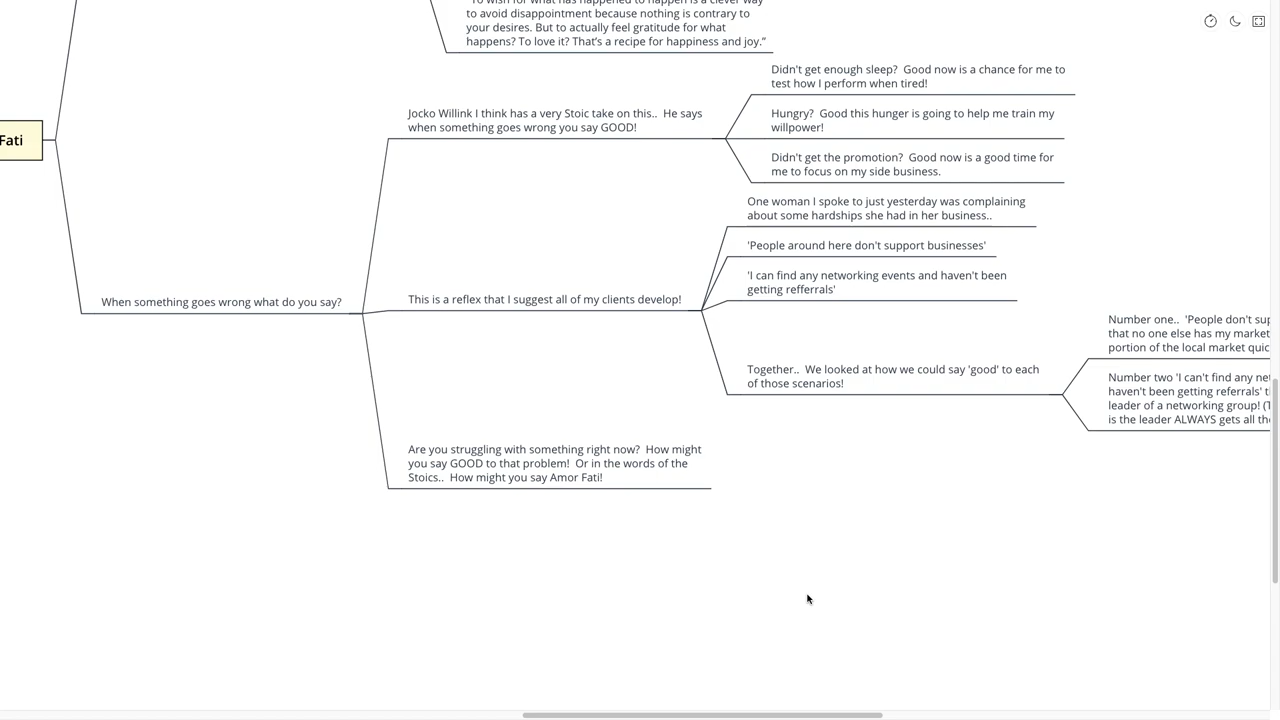 "To wish for what has happened to happen is a clever way
to avoid disappointment because nothing is contrary to
your desires. But to actually feel gratitude for what
happens? To love it? That's a recipe for happiness and joy."
Fati
Jocko Willink I think has a very Stoic take on this..  He says
when something goes wrong you say GOOD!
Didn't get enough sleep?  Good now is a chance for me to
test how I perform when tired!
Hungry?  Good this hunger is going to help me train my
willpower!
Didn't get the promotion?  Good now is a good time for
me to focus on my side business.
When something goes wrong what do you say?
This is a reflex that I suggest all of my clients develop!
One woman I spoke to just yesterday was complaining
about some hardships she had in her business..
'People around here don't support businesses'
'I can find any networking events and haven't been
getting refferrals'
Together..  We looked at how we could say 'good' to each
of those scenarios!
Number one..  'People don't
that no one else has my market
portion of the local market
Number two 'I can't find any
haven't been getting referrals'
leader of a networking group!
is the leader ALWAYS gets all
Are you struggling with something right now?  How might
you say GOOD to that problem!  Or in the words of the
Stoics..  How might you say Amor Fati!